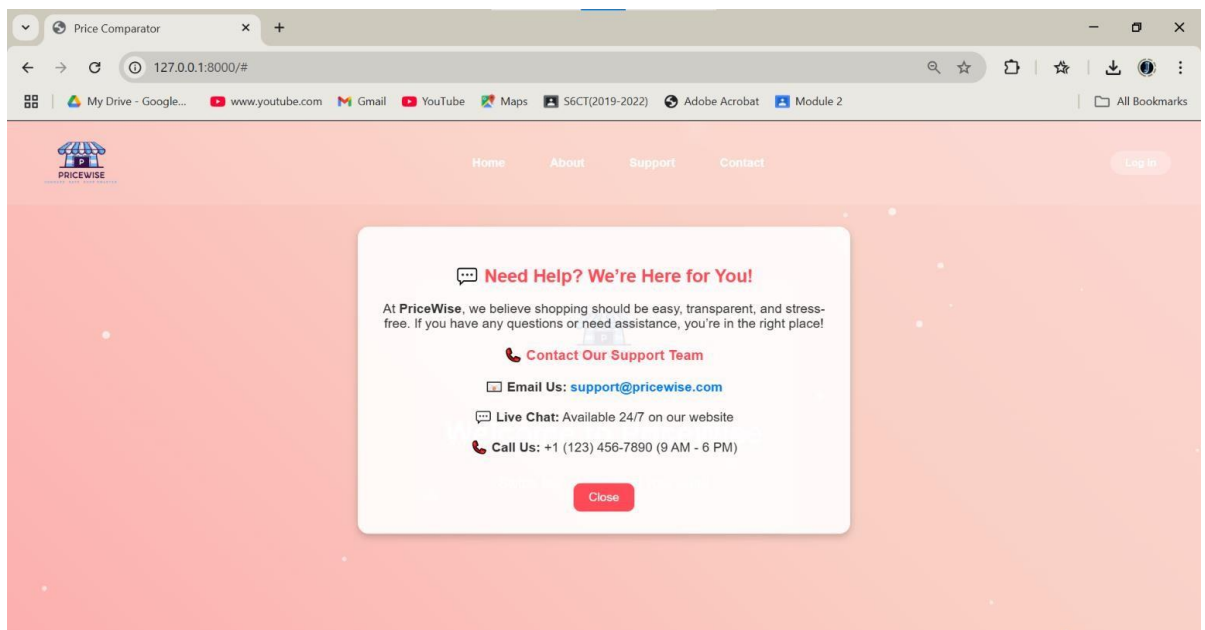 Price Comparator
127.0.0.1:8000/#
My Drive - Google... www.youtube.com Gmail YouTube Maps S6CT(2019-2022) Adobe Acrobat Module 2 All Bookmarks
P
PRICEWISE
Home About Support Contact Log in
Need Help? We’re Here for You!
At PriceWise, we believe shopping should be easy, transparent, and stress-
free. If you have any questions or need assistance, you’re in the right place!
Contact Our Support Team
Email Us: support@pricewise.com
Live Chat: Available 24/7 on our website
Call Us: +1 (123) 456-7890 (9 AM - 6 PM)
Close